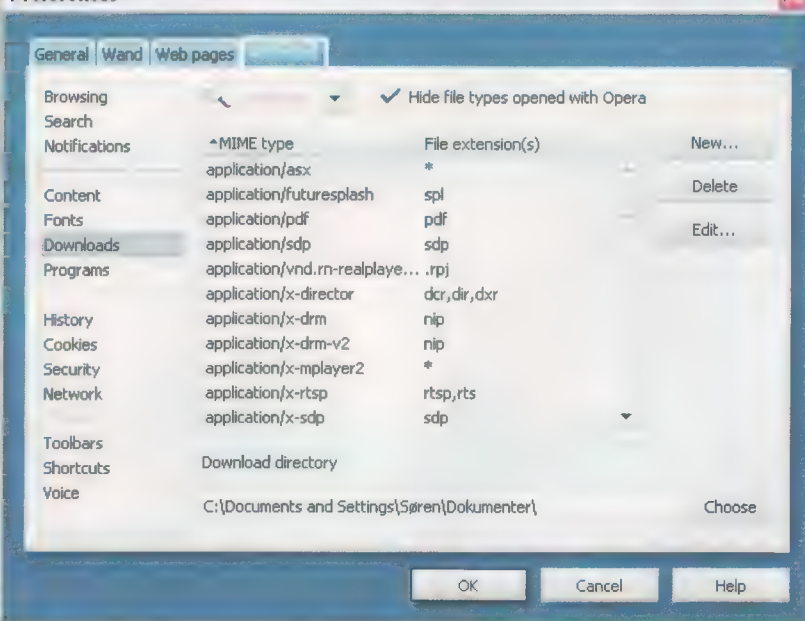 General Wand Web pages
Browsing
Search
Notifications
Content
Fonts
Downloads
Programs
History
Cookies
Security
Network
Toolbars
Shortcuts
Voice
Hide file types opened with Opera
MIME type File extension(s)
application/asx *
application/futuresplash spl
application/pdf pdf
application/sdp sdp
application/vnd.rn-realplaye... .rpj
application/x-director dcr,dir,dxr
application/x-drm nip
application/x-drm-v2 nip
application/x-mplayer2 *
application/x-rtsp rtsp,rts
application/x-sdp sdp
New...
Delete
Edit...
Download directory
C:\Documents and Settings\Søren\Dokumenter\ Choose
OK Cancel Help